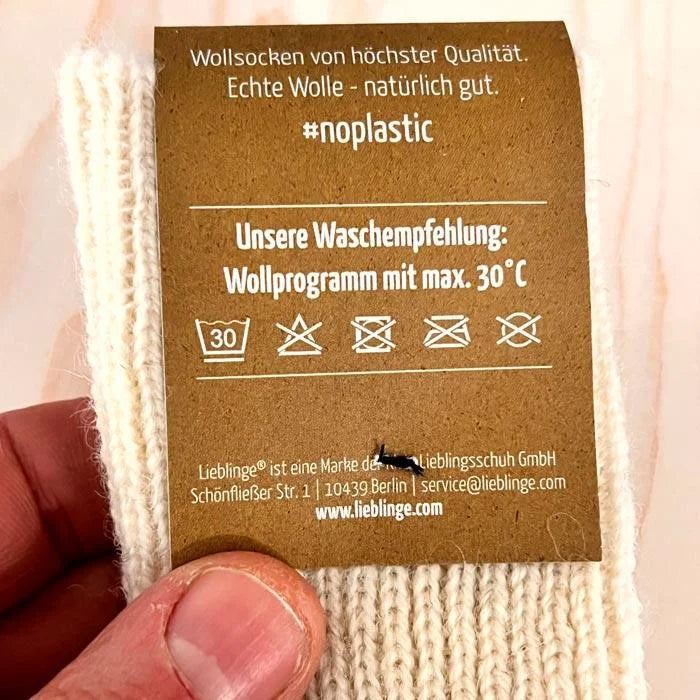 Wollsocken von höchster Qualität.
Echte Wolle - natürlich gut.
#noplastic
Unsere Waschempfehlung:
Wollprogramm mit max. 30°C
30
Lieblinge® ist eine Marke der Lieblingsschuh GmbH
Schönfließer Str. 1 | 10439 Berlin | service@lieblinge.com
www.lieblinge.com